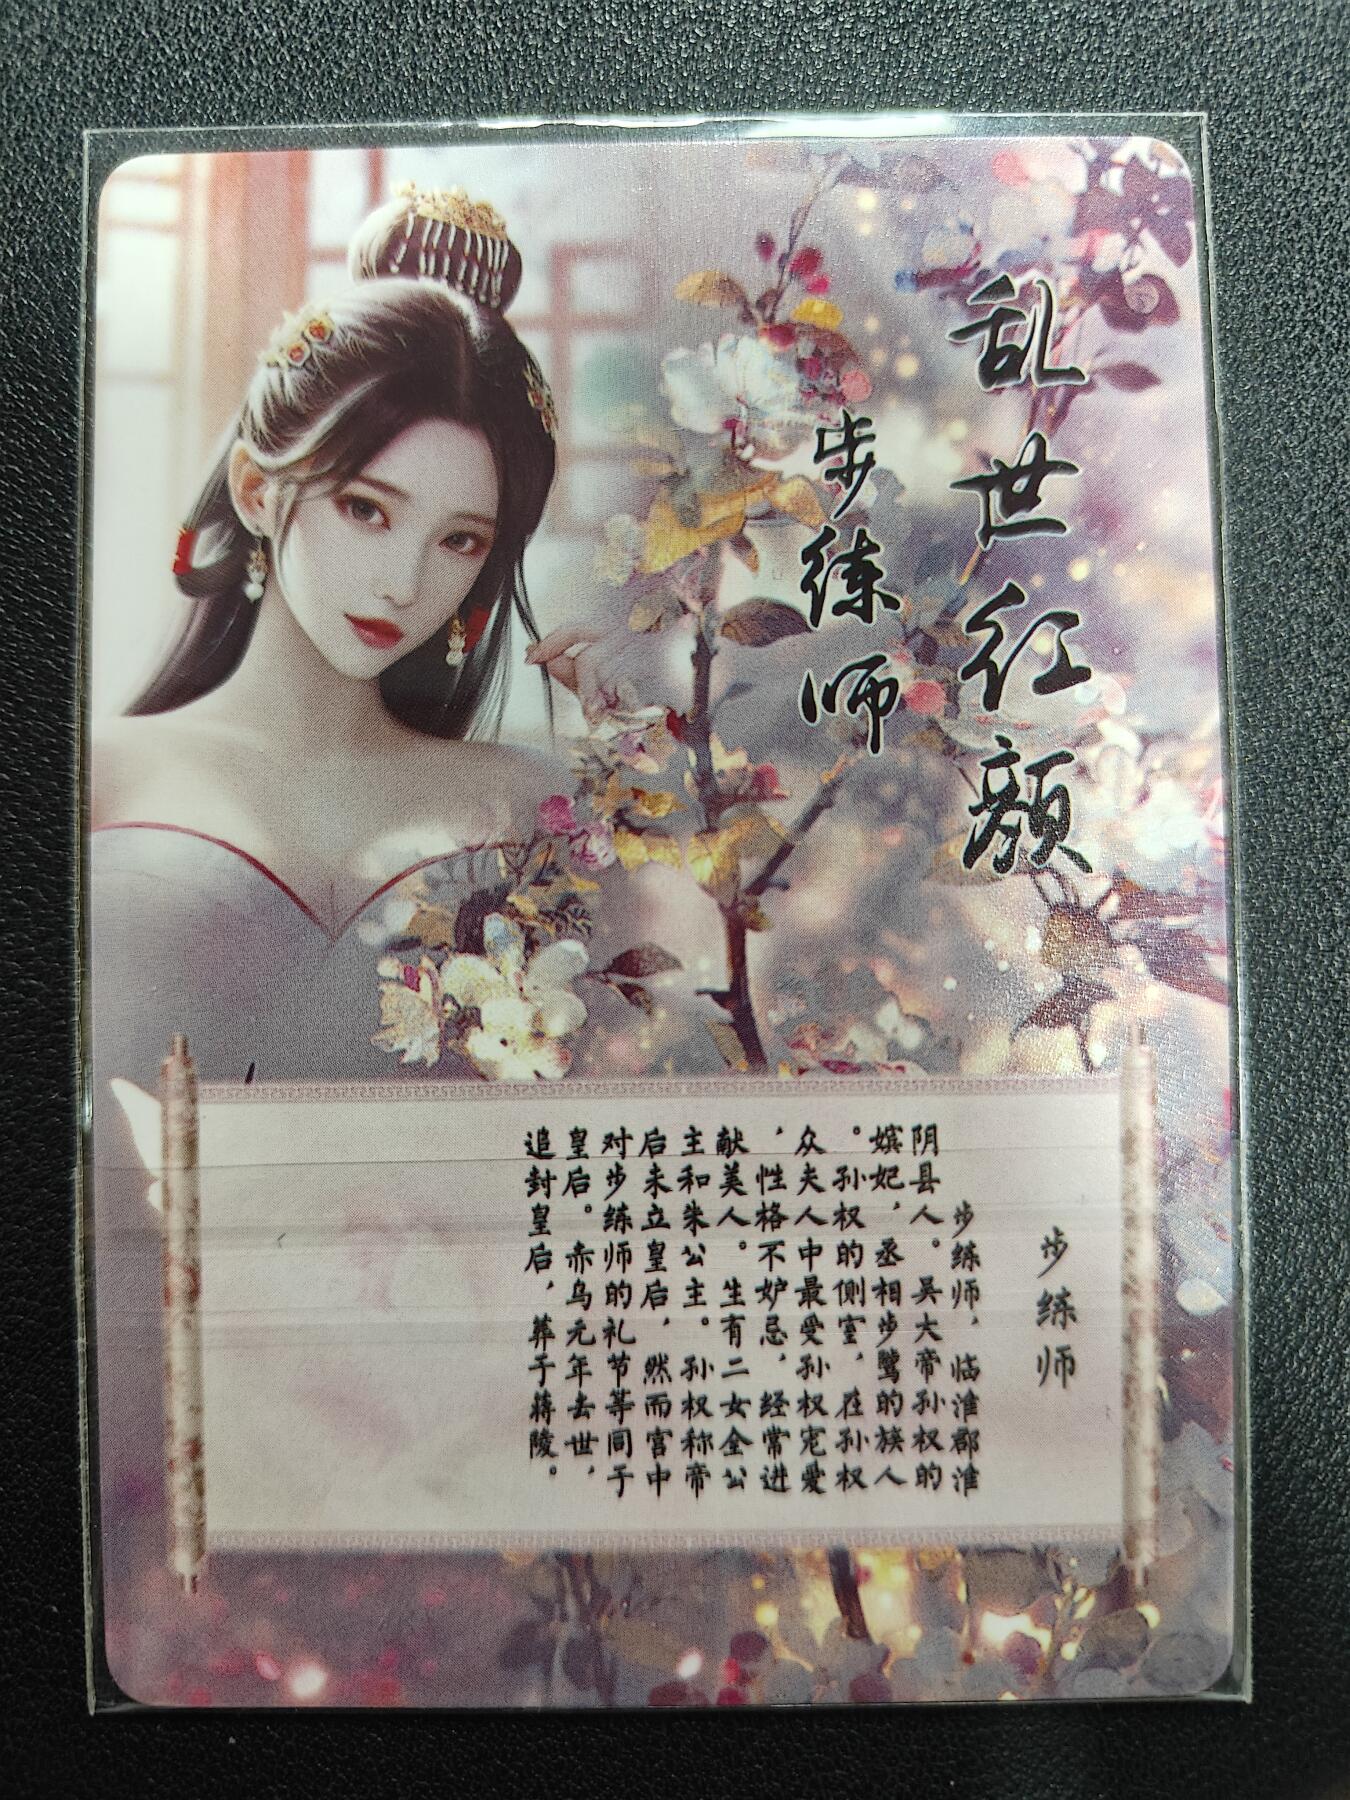 乱世红颜
步练师
步练师
步练师，临淮郡淮
阴县人。吴大帝孙权的
嫔妃，丞相步鹭的族人
。孙权的侧室，在孙权
众夫人中最受孙权宠爱
，性格不妒忌，经常进
献美人。生有二女全公
主和朱公主。孙权称帝
后未立皇后，然而宫中
对步练师的礼节等同于
皇后。赤乌元年去世，
追封皇后，葬于蒋陵。